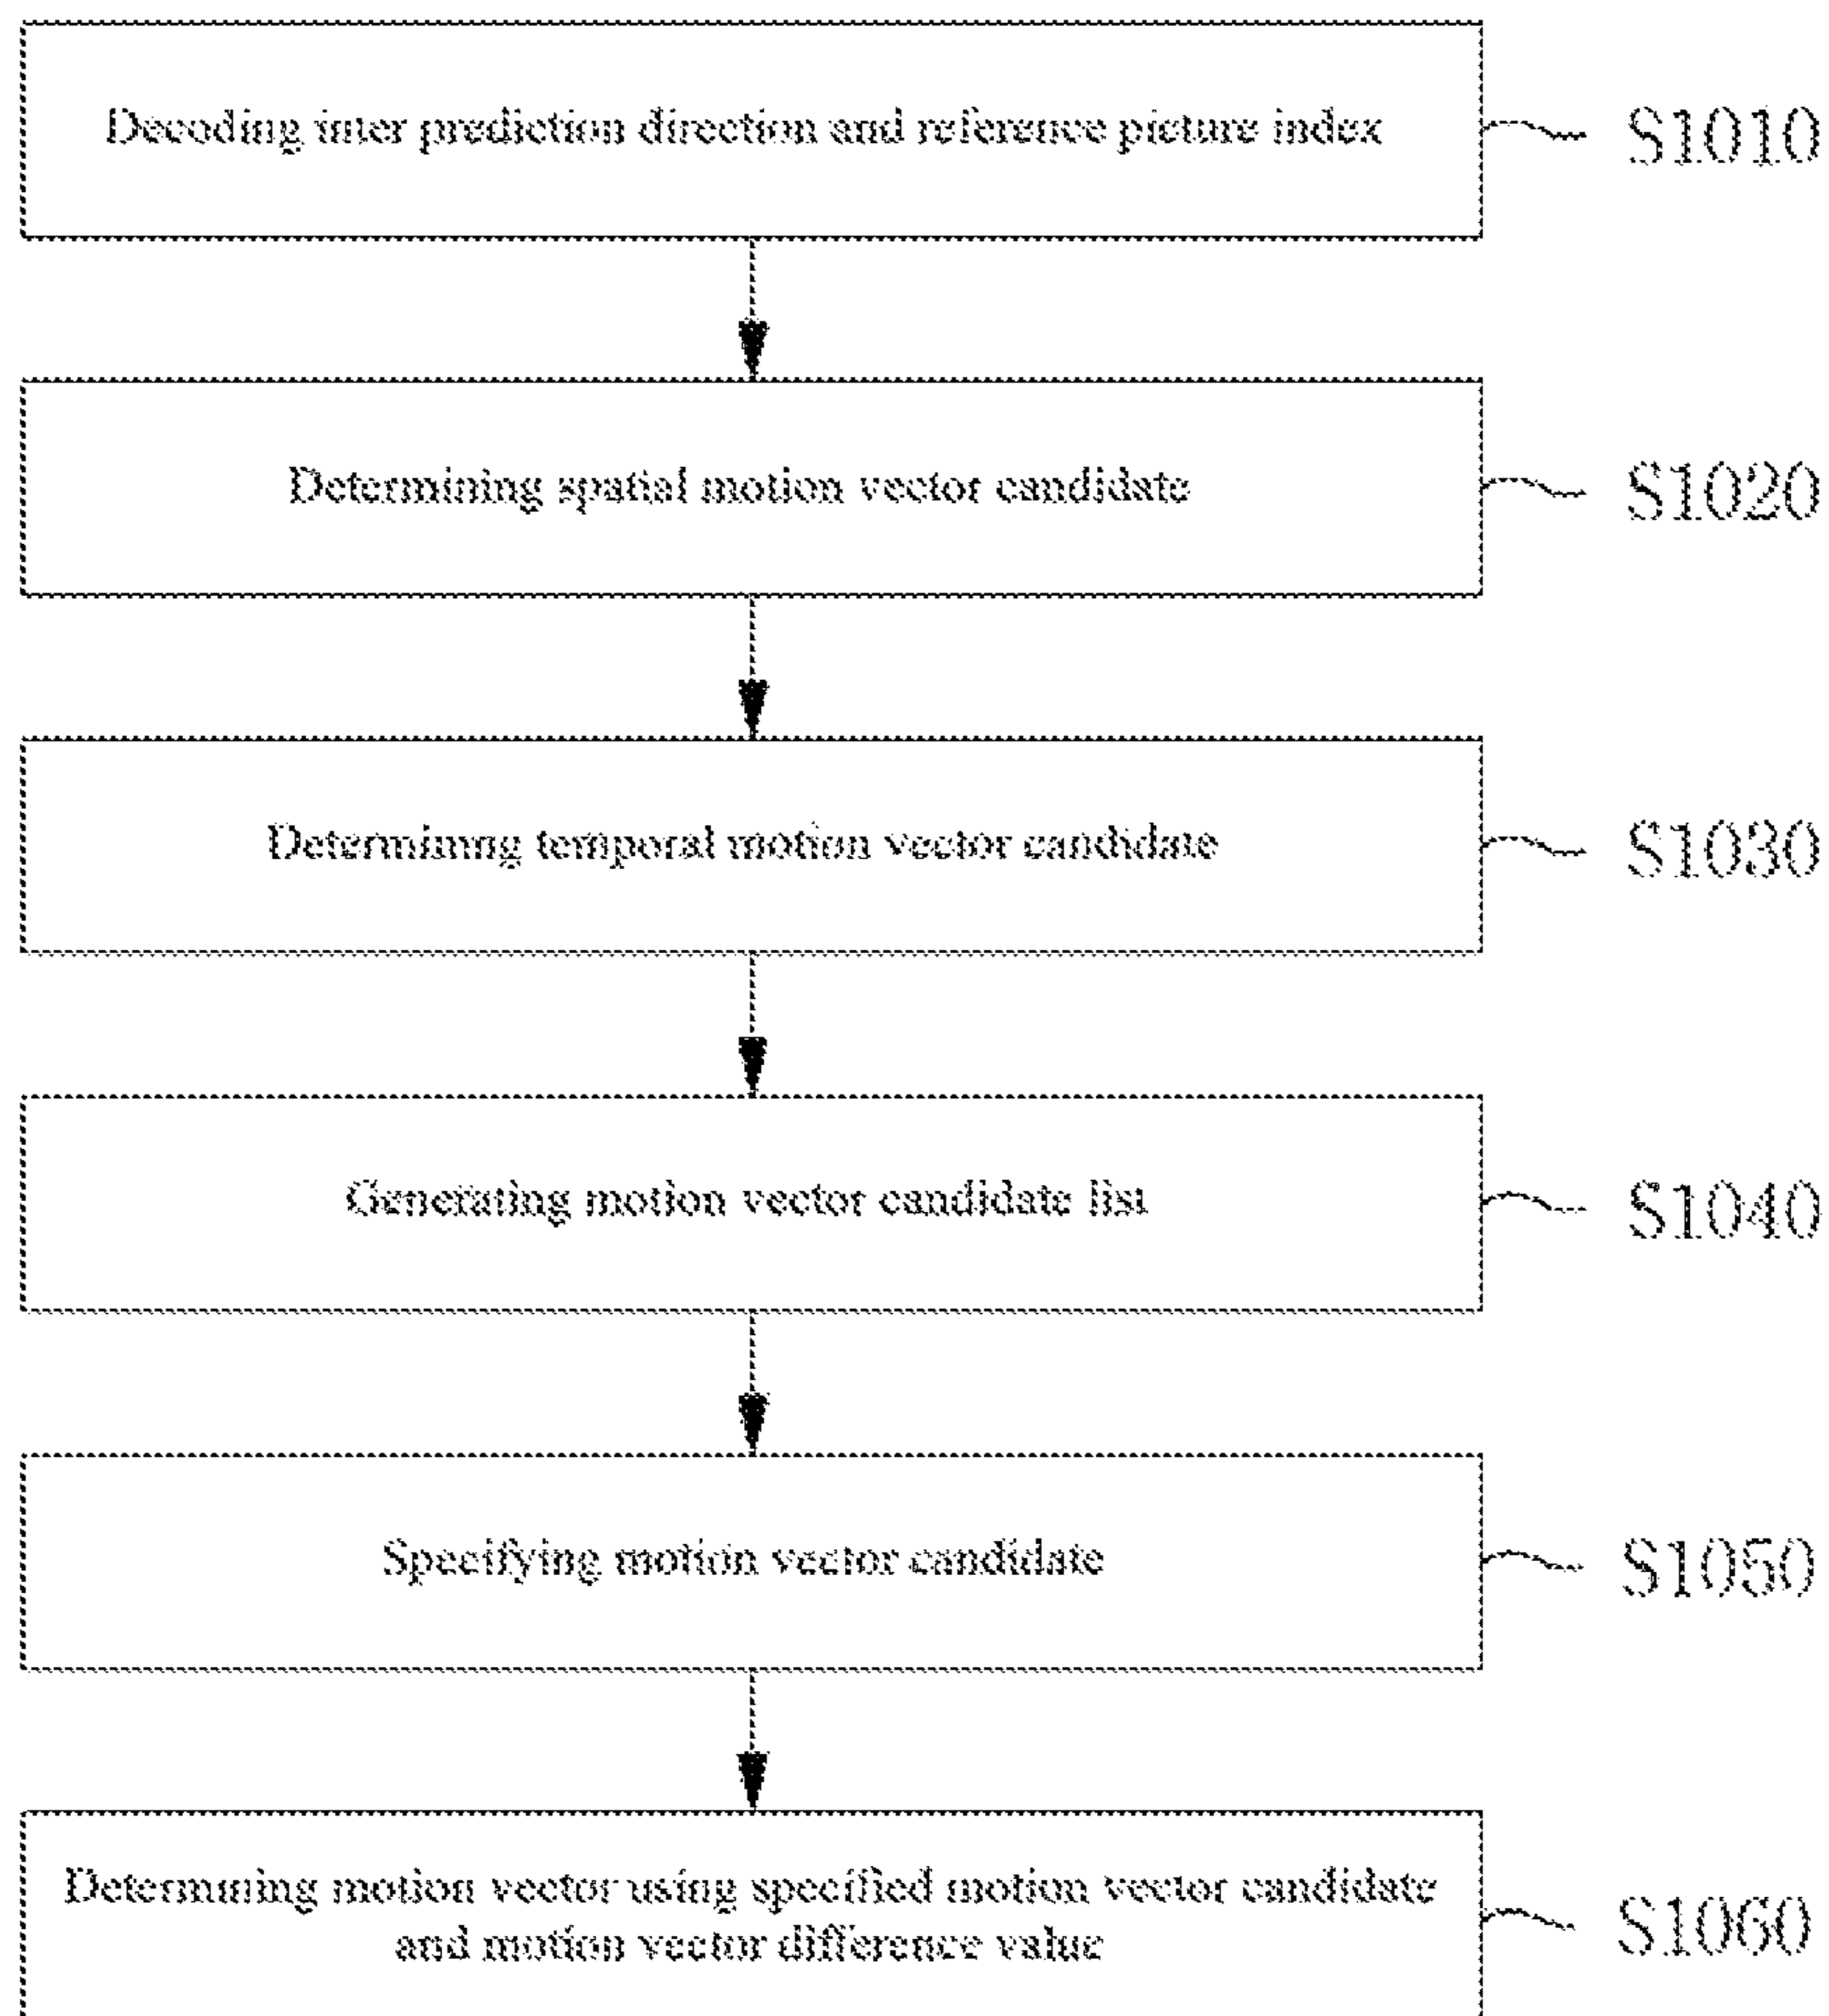 Decoding inter prediction direction and reference picture index
S1010
Determining spatial motion vector candidate
S1020
Determining temporal motion vector candidate
S1030
Generating motion vector candidate list
S1040
Specifying motion vector candidate
S1050
Determining motion vector using specified motion vector candidate
and motion vector difference value
S1060